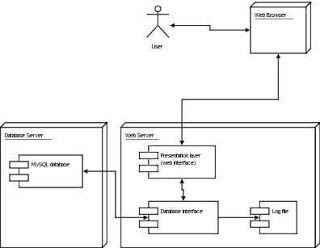 Web Browser
User
Database Server
Web Server
MySQL database
Presentation layer
(web interface)
Database interface
Log file